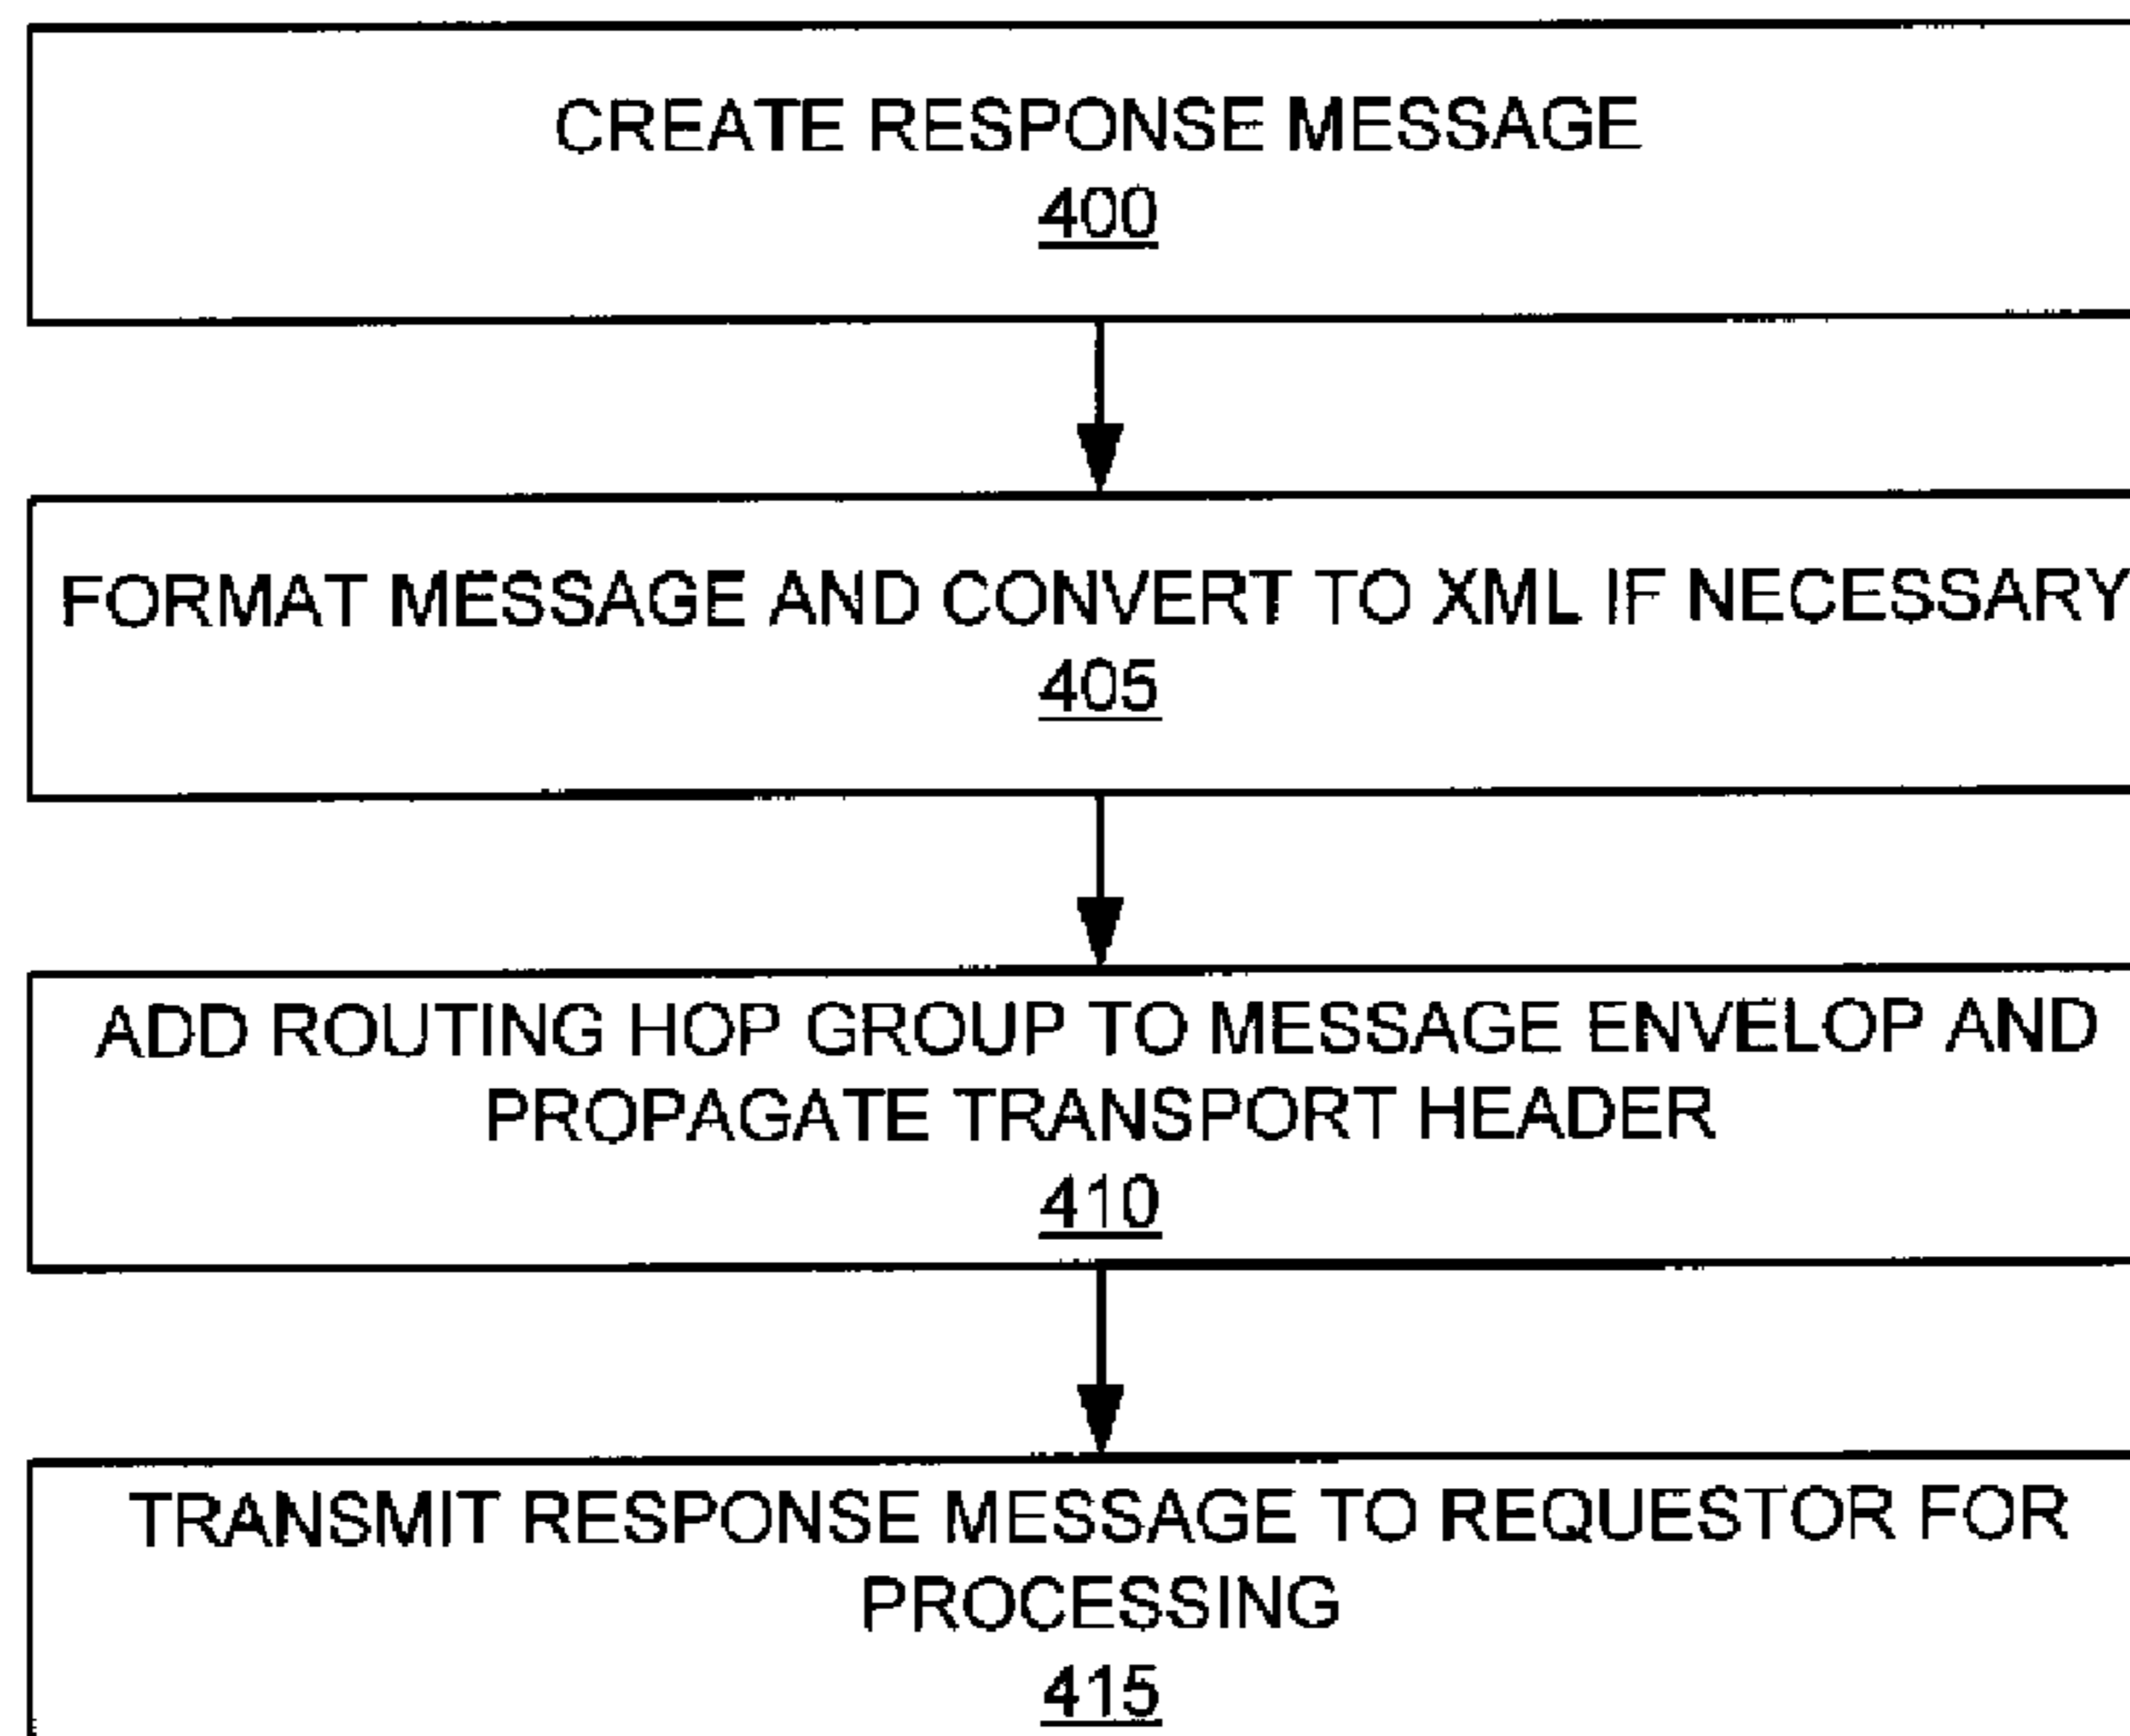 CREATE RESPONSE MESSAGE
400
FORMAT MESSAGE AND CONVERT TO XML IF NECESSARY
405
ADD ROUTING HOP GROUP TO MESSAGE ENVELOP AND
PROPAGATE TRANSPORT HEADER
410
TRANSMIT RESPONSE MESSAGE TO REQUESTOR FOR
PROCESSING
415